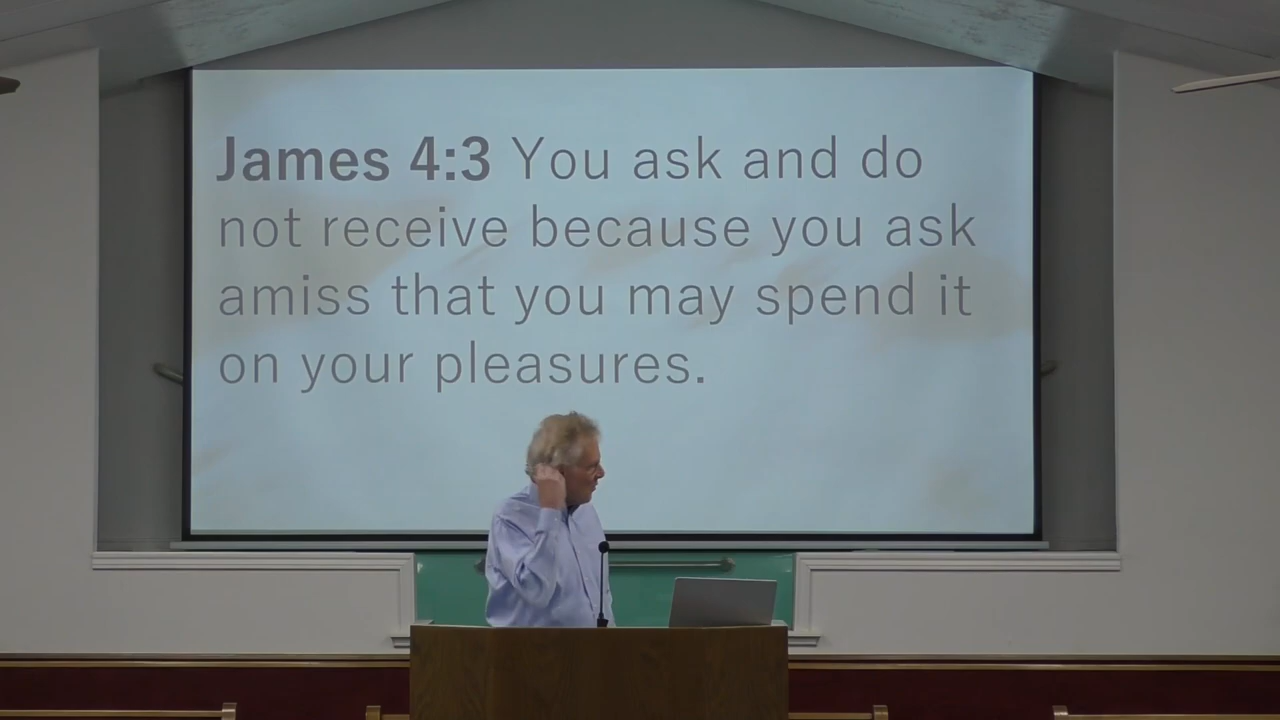 James 4:3 You ask and do
not receive because you ask
amiss that you may spend it
on your pleasures.